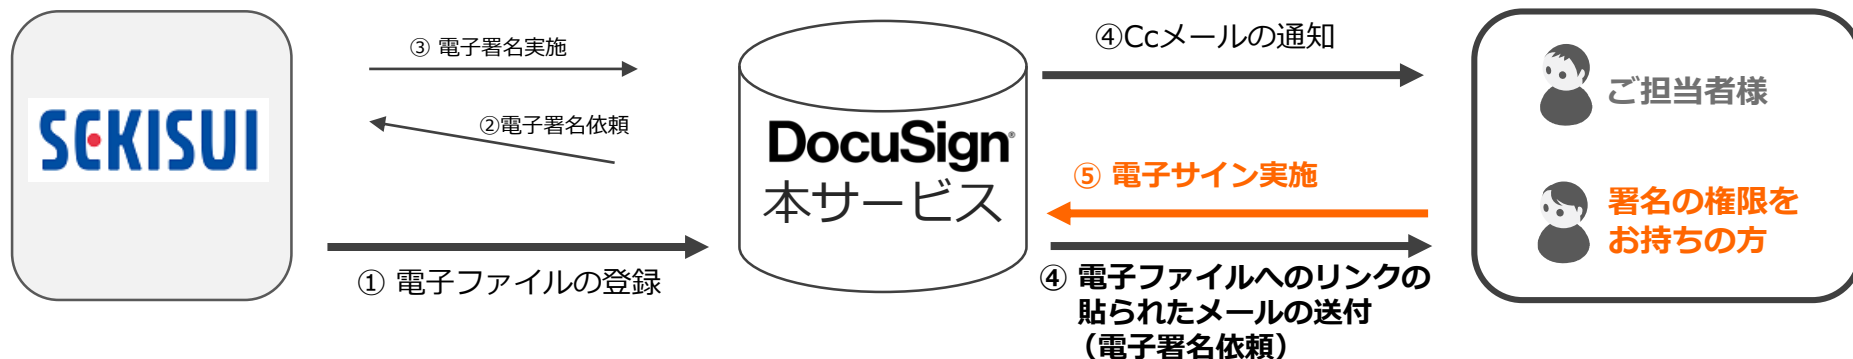 ③ 電子署名実施
②電子署名依頼
SEKISUI
① 電子ファイルの登録
DocuSign®
本サービス
④Ccメールの通知
⑤ 電子サイン実施
④ 電子ファイルへのリンクの
貼られたメールの送付
（電子署名依頼）
ご担当者様
署名の権限を
お持ちの方